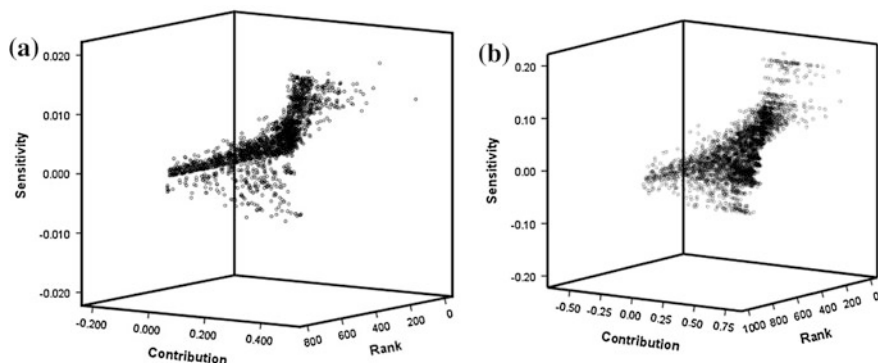 (a)
Sensitivity
0.020
0.010
0.000
-0.010
-0.020
-0.200 0.000 0.200 0.400
Contribution
800 600 400 200 0
Rank
(b)
Sensitivity
0.20
0.10
0.00
-0.10
-0.20
-0.50 -0.25 0.00 0.25 0.50 0.75
Contribution
1000 800 600 400 200 0
Rank